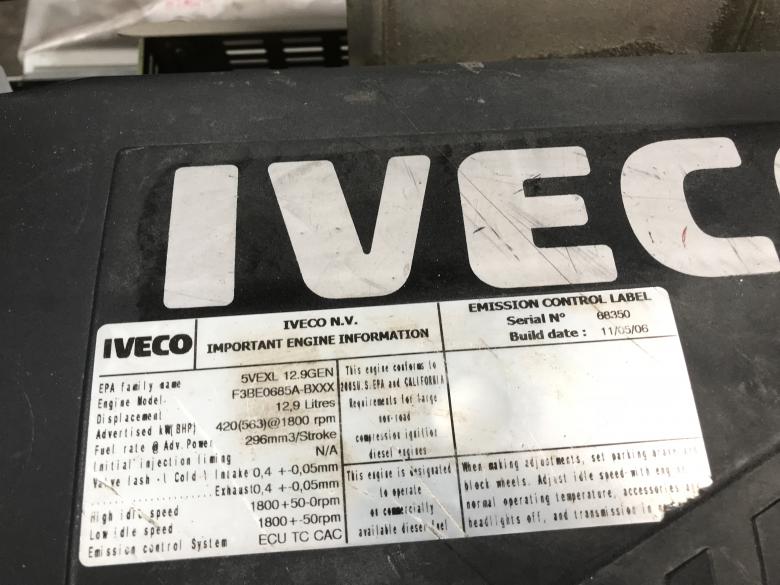 IVEC
IVECO
IVECO N.V.
IMPORTANT ENGINE INFORMATION
EMISSION CONTROL LABEL
Serial N° 68350
Build date : 11/05/06
EPA family name 5VEXL 12.9GEN
Engine Model. F3BE0685A-BXXX
Displacement 12,9 Litres
Advertised kW(BHP) 420(563)@1800 rpm
Fuel rate @ Adv.Power 296mm3/Stroke
Initial injection timing N/A
Valve lash -( Cold ) Intake 0,4 +-0,05mm
Exhaust 0,4 +-0,05mm
High idle speed 1800+50-0rpm
Low idle speed 1800+-50rpm
Emission control System ECU TC CAC
This engine conforms to
2005U.S.EPA and CALIFORNIA
Requirements for large
non-road
compression ignition
diesel engines
This engine is designated
to operate
on commercially
available diesel fuel
When making adjustments, set parking brake and
block wheels. Adjust idle speed with engine
normal operating temperature, accessories and
headlights off, and transmission in